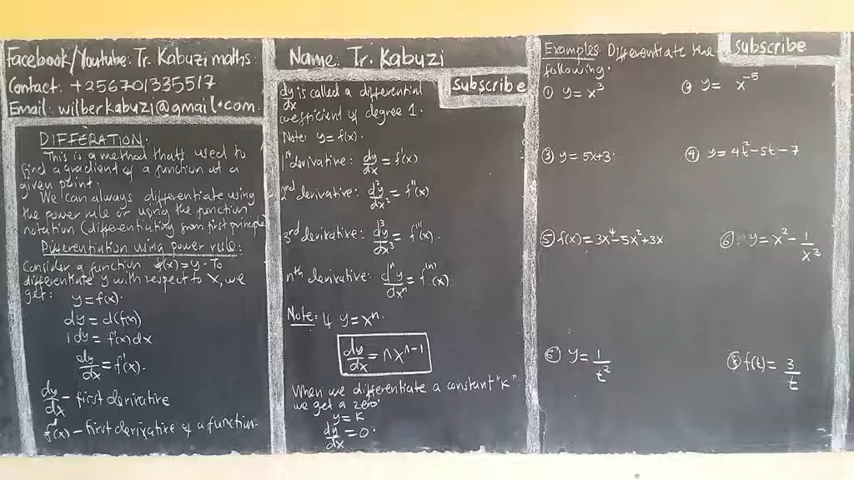 Facebook/Youtube: Tr. Kabuzi maths
Contact: +256701335517
Email: wilberkabuzi@gmail.com
DIFFERATION:
This is a method that's used to
find a gradient of a function at a
given point.
We can always differentiate using
the power rule or using the function
notation (differentiating from first principle)
Differentiation using power rule:
Consider a function f(x) = y. To
differentiate y with respect to x, we
get:
y = f(x).
dy = d(f(x)
1dy = f'(x)dx
dy/dx = f'(x).
dy/dx - first derivative
f'(x) - first derivative of a function.
Name: Tr. Kabuzi
subscribe
dy/dx is called a differential
coefficient of degree 1.
Note: y = f(x).
1st derivative: dy/dx = f'(x)
2nd derivative: d²y/dx² = f''(x)
3rd derivative: d³y/dx³ = f'''(x).
nth derivative: dⁿy/dxⁿ = f⁽ⁿ⁾(x)
Note: y = xⁿ
dy/dx = nxⁿ⁻¹
When we differentiate a constant "K"
we get a zero.
y = K
dy/dx = 0.
subscribe
Examples Differentiate the
following.
① y = x³
y = x⁻⁵
③ y = 5x+3
④ y = 4t²-5t-7
⑤ f(x) = 3x⁴-5x²+3x
⑥ y = x² - 1/x³
y = 1/t²
⑧ f(t) = 3/t